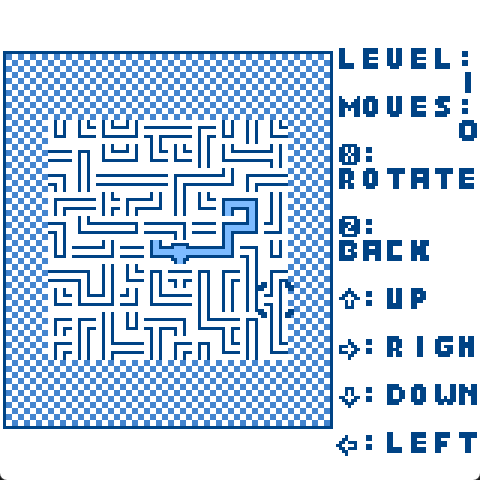 LEVEL:
1
MOVES:
0
Ⓧ:
ROTATE
Ⓩ:
BACK
⇧: UP
⇨: RIGH
⇩: DOWN
⇦: LEFT